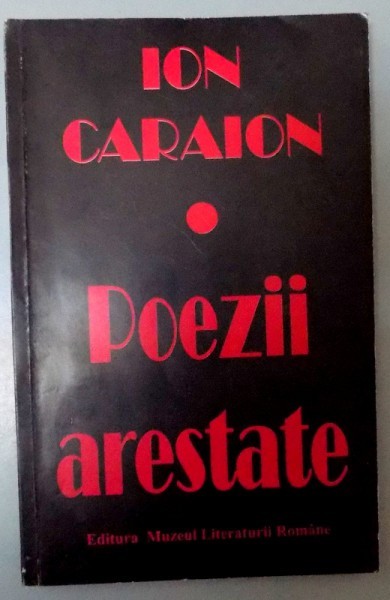 ION
CARAION
•
Poezii
arestate
Editura Muzeul Literaturii Române